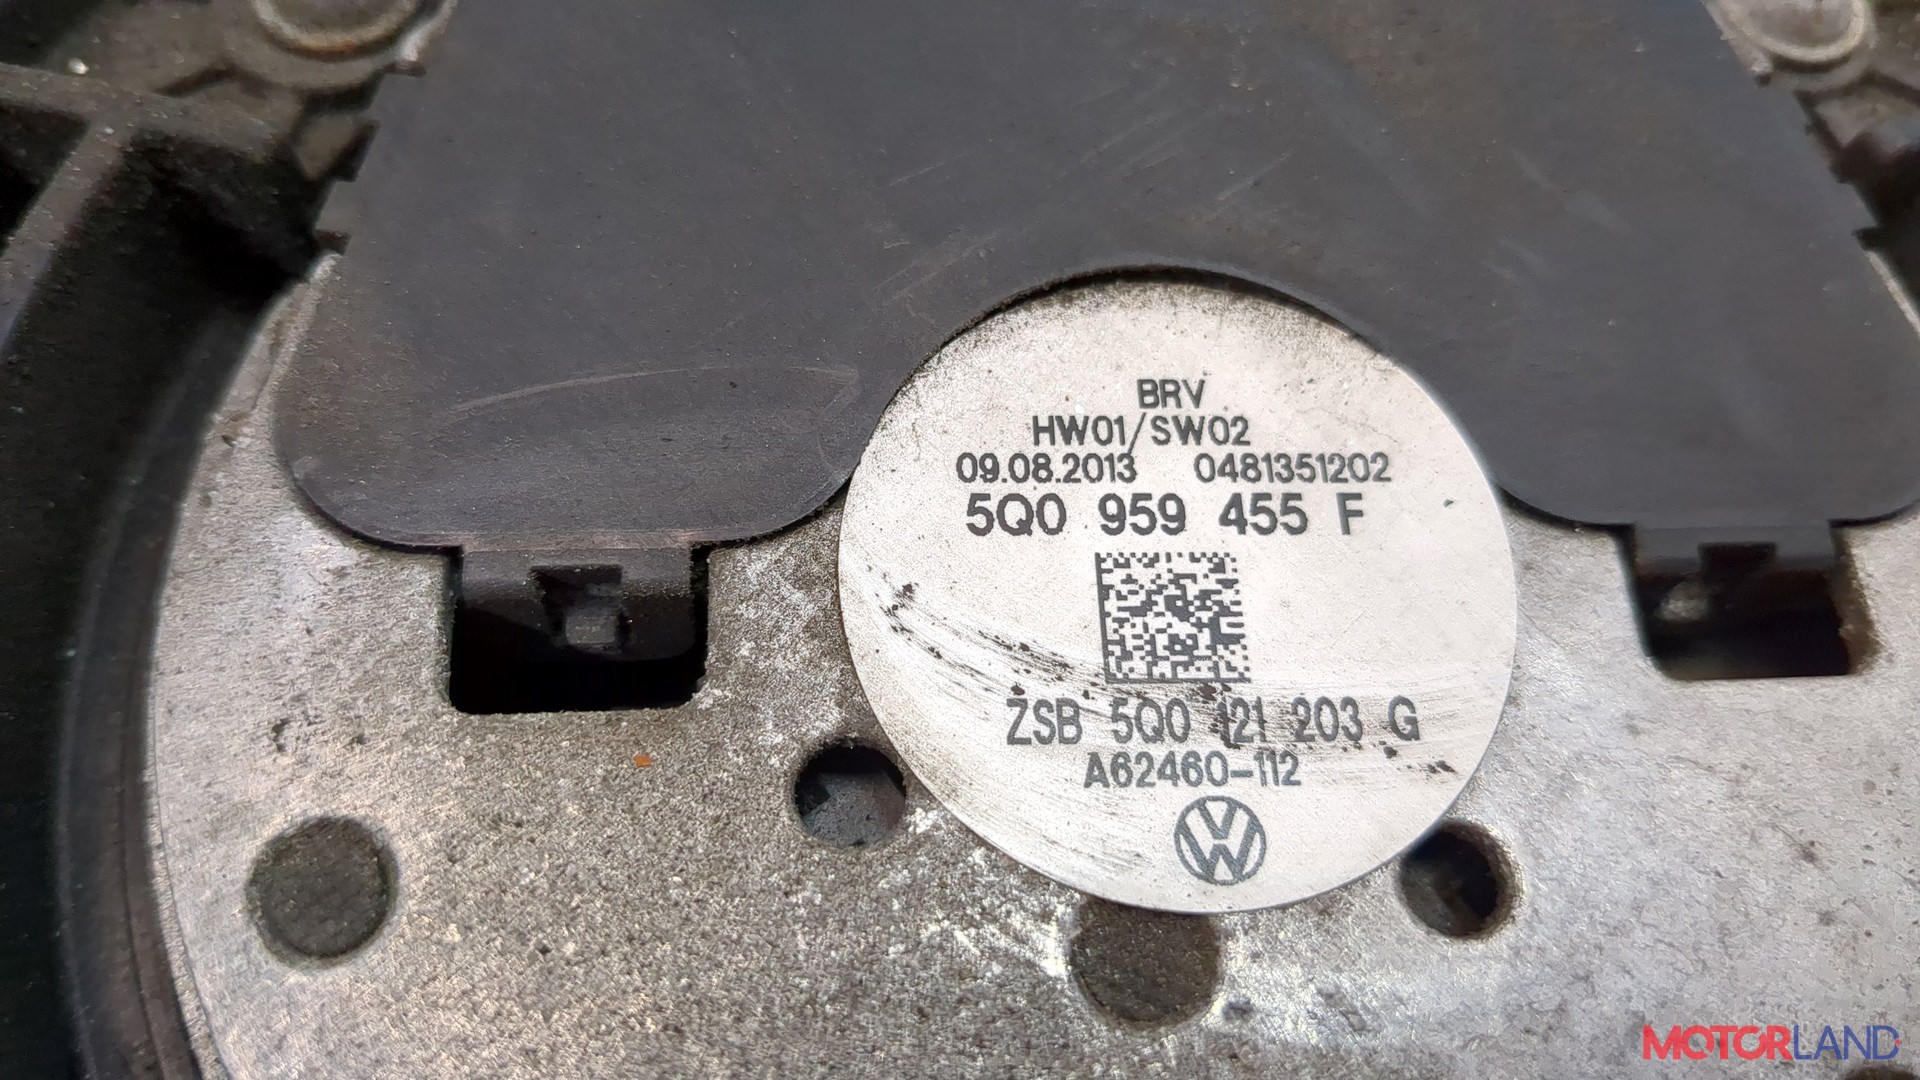 BRV
HW01/SW02
09.08.2013 0481351202
5Q0 959 455 F
ZSB 5Q0 121 203 G
A62460-112
MOTORLAND